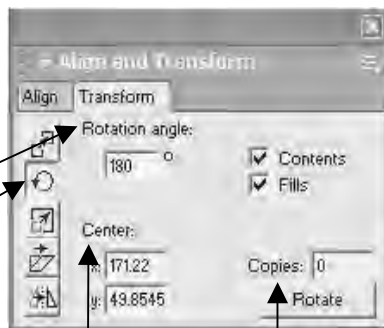 Align and Transform
Align Transform
Rotation angle:
180 °
Contents
Fills
Center:
x: 171.22
Copies: 0
y: 49.8545
Rotate